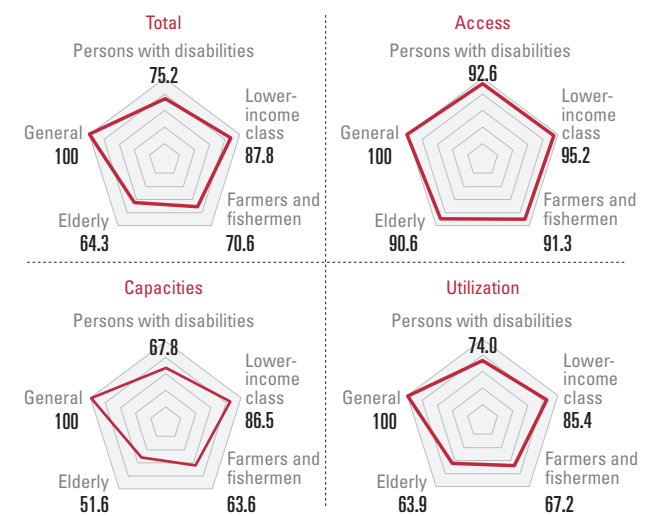 Total
Persons with disabilities
75.2
Lower-
income
class
87.8
General
100
Farmers and
fishermen
70.6
Elderly
64.3
Access
Persons with disabilities
92.6
Lower-
income
class
95.2
General
100
Farmers and
fishermen
91.3
Elderly
90.6
Capacities
Persons with disabilities
67.8
Lower-
income
class
86.5
General
100
Farmers and
fishermen
63.6
Elderly
51.6
Utilization
Persons with disabilities
74.0
Lower-
income
class
85.4
General
100
Farmers and
fishermen
67.2
Elderly
63.9